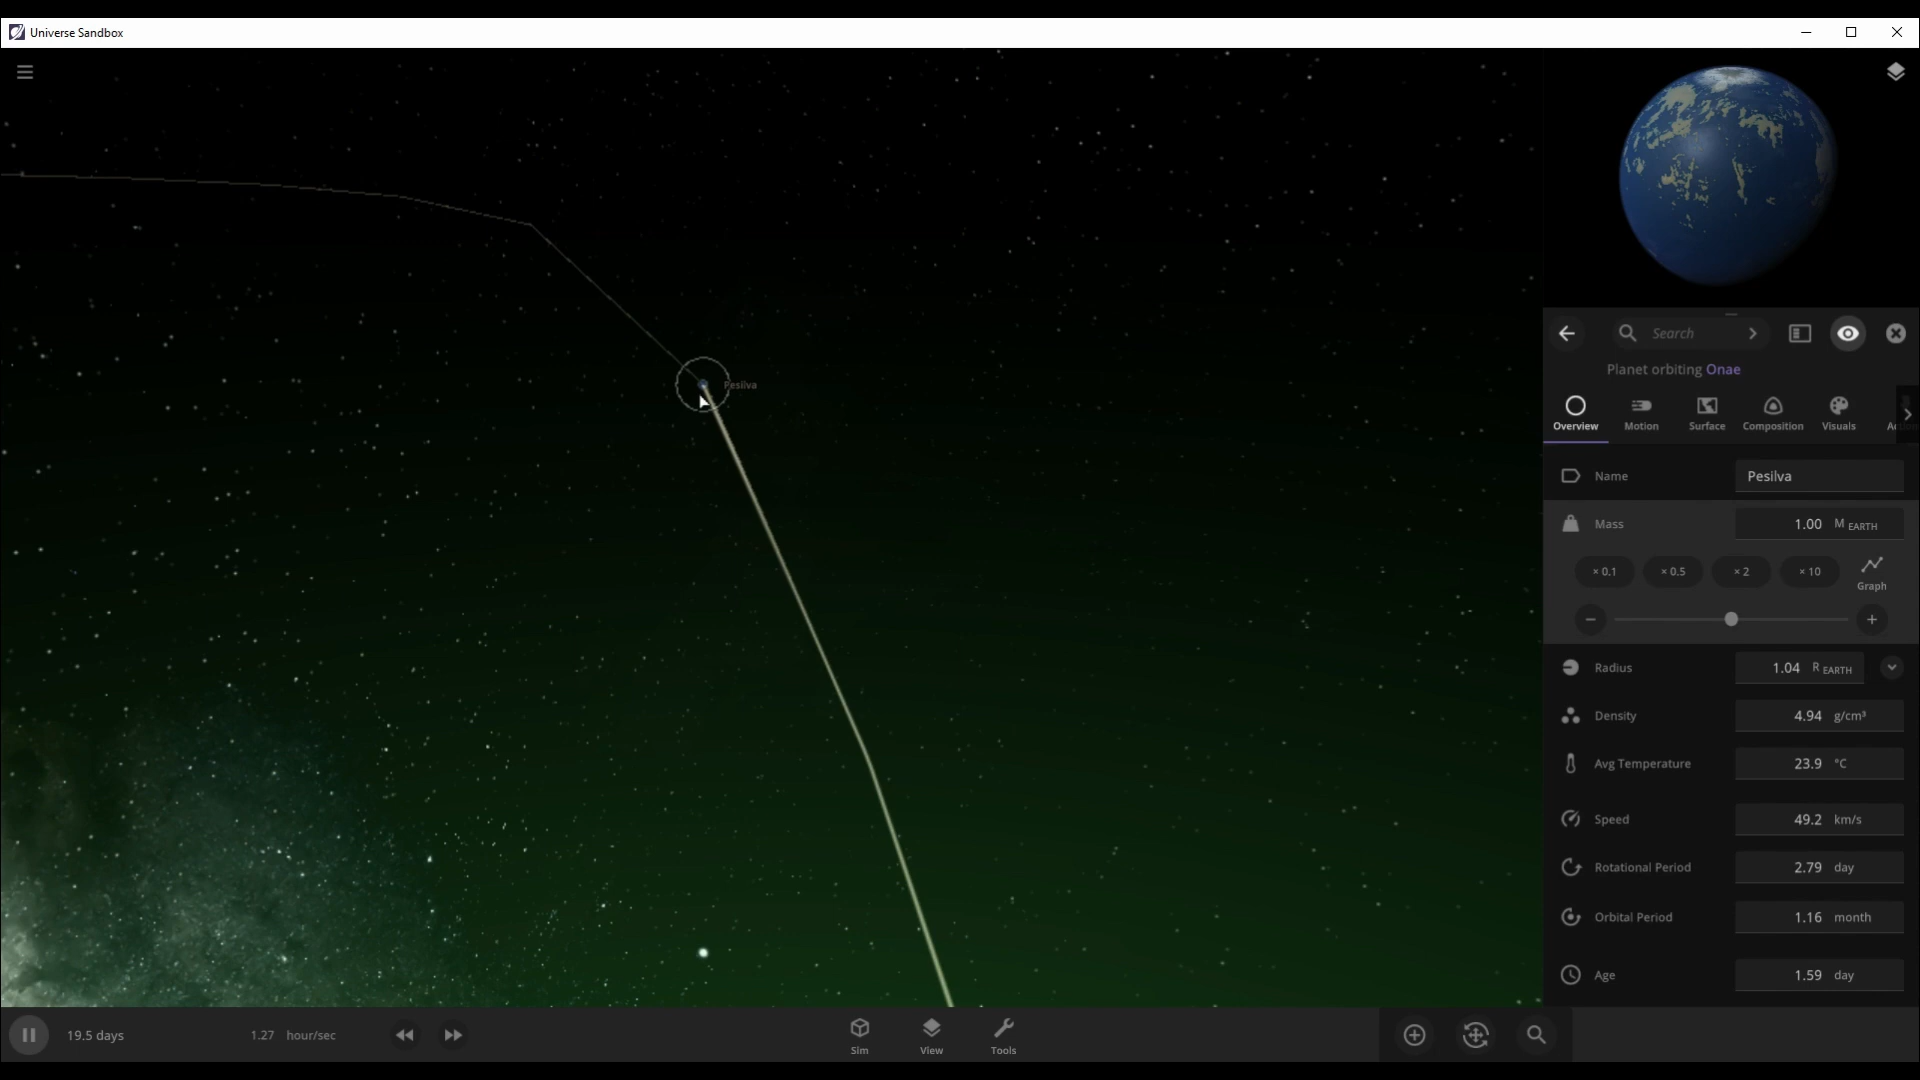 Universe Sandbox
Pesilva
Search
Planet orbiting Onae
Overview Motion Surface Composition Visuals
Name Pesilva
Mass 1.00 M EARTH
× 0.1 × 0.5 × 2 × 10 Graph
Radius 1.04 R EARTH
Density 4.94 g/cm³
Avg Temperature 23.9 °C
Speed 49.2 km/s
Rotational Period 2.79 day
Orbital Period 1.16 month
Age 1.59 day
19.5 days 1.27 hour/sec Sim View Tools